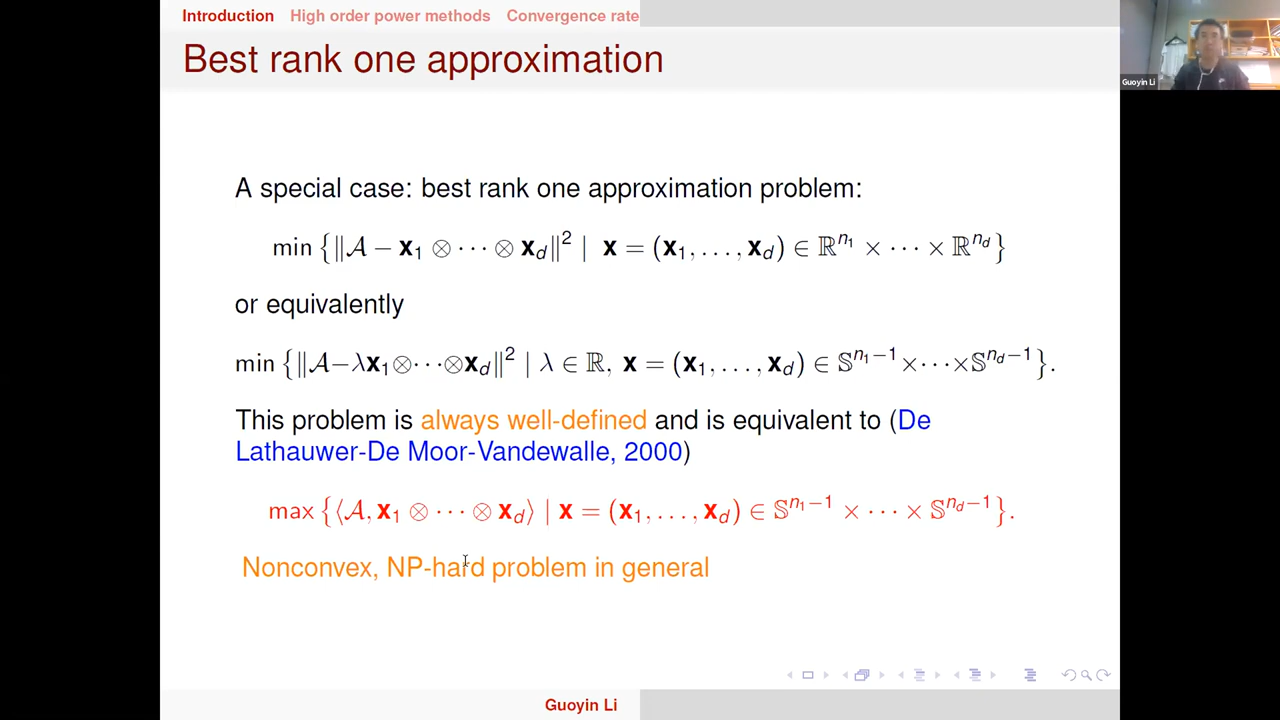 Introduction High order power methods Convergence rate
Best rank one approximation
Guoyin Li
A special case: best rank one approximation problem:
min {‖𝒜 − x₁ ⊗ ⋯ ⊗ x_d‖² | x = (x₁, …, x_d) ∈ ℝ^{n₁} × ⋯ × ℝ^{n_d}}
or equivalently
min {‖𝒜−λx₁⊗⋯⊗x_d‖² | λ ∈ ℝ, x = (x₁, …, x_d) ∈ 𝕊^{n₁−1}×⋯×𝕊^{n_d−1}}.
This problem is always well-defined and is equivalent to (De
Lathauwer-De Moor-Vandewalle, 2000)
max {⟨𝒜, x₁ ⊗ ⋯ ⊗ x_d⟩ | x = (x₁, …, x_d) ∈ 𝕊^{n₁−1} × ⋯ × 𝕊^{n_d−1}}.
Nonconvex, NP-hard problem in general
Guoyin Li